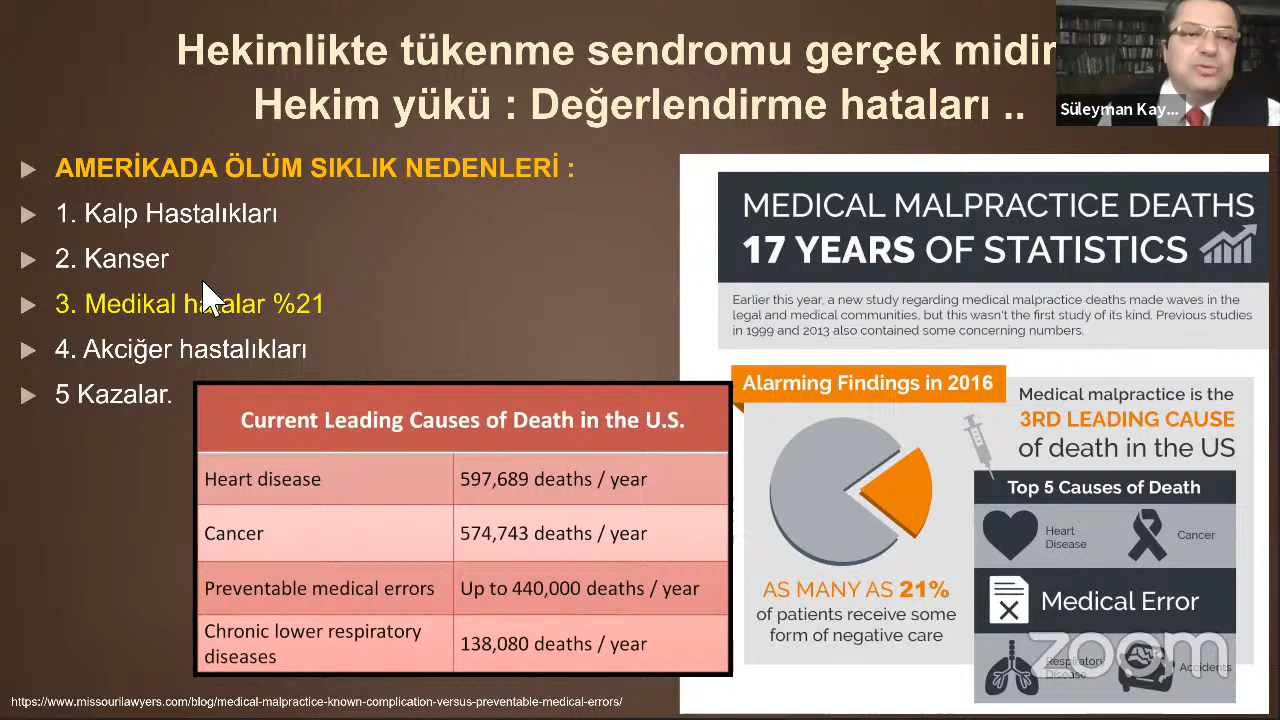 Hekimlikte tükenme sendromu gerçek midir
Hekim yükü : Değerlendirme hataları ..
Süleyman Kay...
AMERİKADA ÖLÜM SIKLIK NEDENLERİ :
1. Kalp Hastalıkları
2. Kanser
3. Medikal hatalar %21
4. Akciğer hastalıkları
5 Kazalar.
Current Leading Causes of Death in the U.S.
Heart disease 597,689 deaths / year
Cancer 574,743 deaths / year
Preventable medical errors Up to 440,000 deaths / year
Chronic lower respiratory
diseases 138,080 deaths / year
MEDICAL MALPRACTICE DEATHS
17 YEARS OF STATISTICS
Earlier this year, a new study regarding medical malpractice deaths made waves in the
legal and medical communities, but this wasn't the first study of its kind. Previous studies
in 1999 and 2013 also contained some concerning numbers.
Alarming Findings in 2016
Medical malpractice is the
3RD LEADING CAUSE
of death in the US
AS MANY AS 21%
of patients receive some
form of negative care
Top 5 Causes of Death
Heart
Disease
Cancer
Medical Error
Respiratory
Disease
Accidents
zoom
https://www.missourilawyers.com/blog/medical-malpractice-known-complication-versus-preventable-medical-errors/